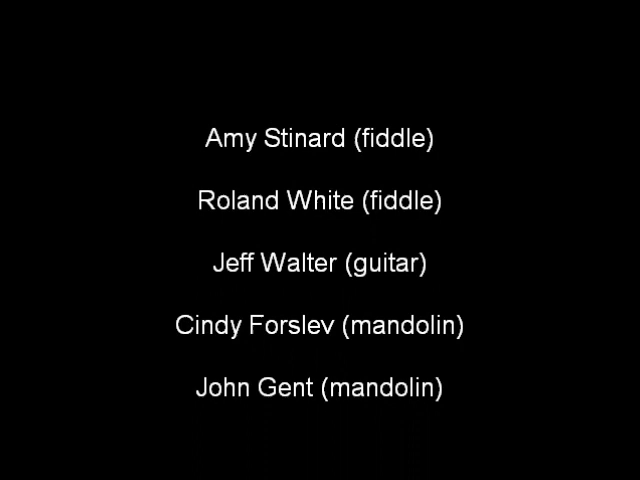 Amy Stinard (fiddle)
Roland White (fiddle)
Jeff Walter (guitar)
Cindy Forslev (mandolin)
John Gent (mandolin)